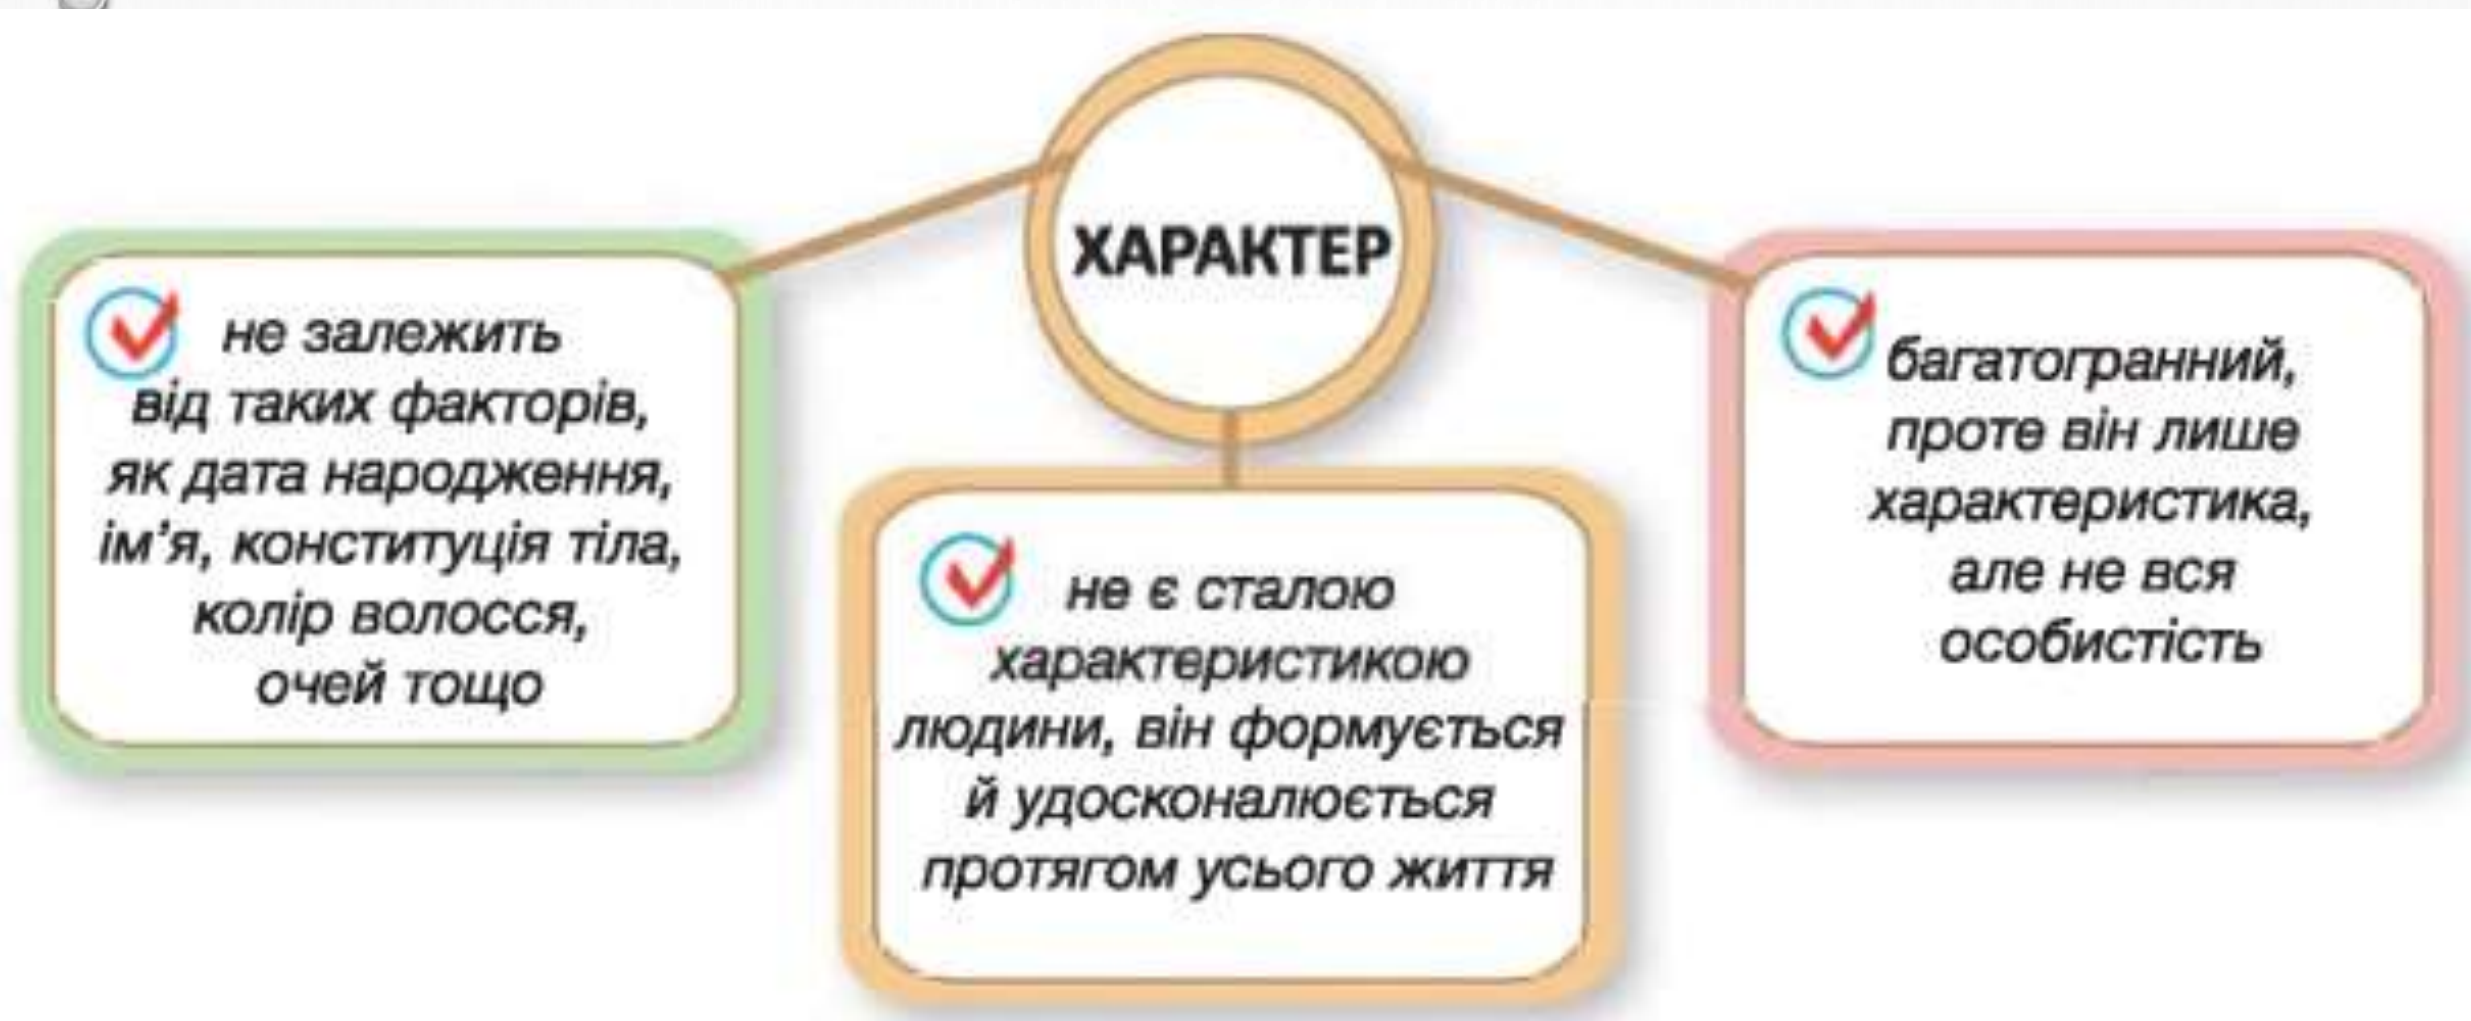 ХАРАКТЕР
не залежить
від таких факторів,
як дата народження,
ім’я, конституція тіла,
колір волосся,
очей тощо
не є сталою
характеристикою
людини, він формується
й удосконалюється
протягом усього життя
багатогранний,
проте він лише
характеристика,
але не вся
особистість